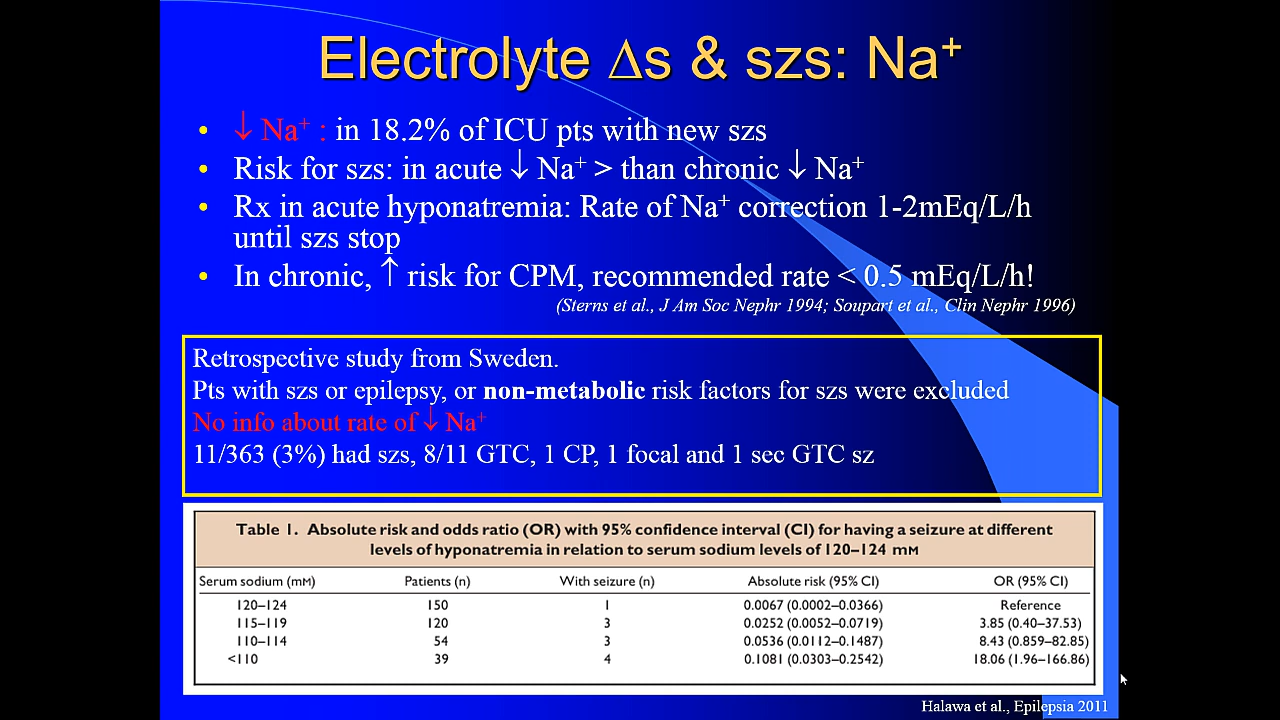 Electrolyte Δs & szs: Na⁺
• ↓ Na⁺ : in 18.2% of ICU pts with new szs
• Risk for szs: in acute ↓ Na⁺ > than chronic ↓ Na⁺
• Rx in acute hyponatremia: Rate of Na⁺ correction 1-2mEq/L/h
until szs stop
• In chronic, ↑ risk for CPM, recommended rate < 0.5 mEq/L/h!
(Sterns et al., J Am Soc Nephr 1994; Soupart et al., Clin Nephr 1996)
Retrospective study from Sweden.
Pts with szs or epilepsy, or non-metabolic risk factors for szs were excluded
No info about rate of ↓ Na⁺
11/363 (3%) had szs, 8/11 GTC, 1 CP, 1 focal and 1 sec GTC sz
Table 1. Absolute risk and odds ratio (OR) with 95% confidence interval (CI) for having a seizure at different
levels of hyponatremia in relation to serum sodium levels of 120–124 mM
Serum sodium (mM) Patients (n) With seizure (n) Absolute risk (95% CI) OR (95% CI)
120–124 150 1 0.0067 (0.0002–0.0366) Reference
115–119 120 3 0.0252 (0.0052–0.0719) 3.85 (0.40–37.53)
110–114 54 3 0.0536 (0.0112–0.1487) 8.43 (0.859–82.85)
<110 39 4 0.1081 (0.0303–0.2542) 18.06 (1.96–166.86)
Halawa et al., Epilepsia 2011